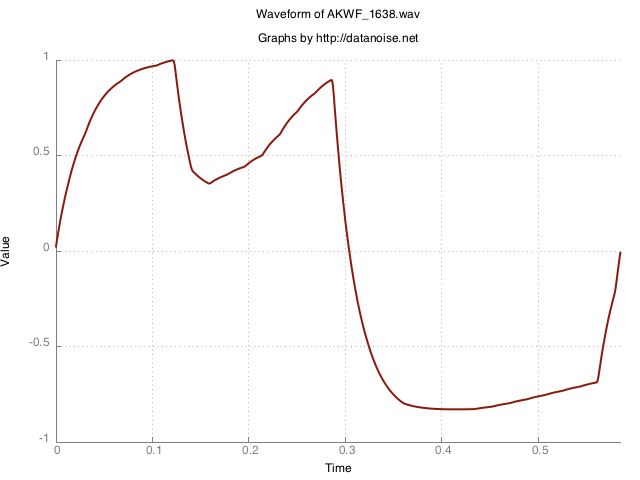 Waveform of AKWF_1638.wav
Graphs by http://datanoise.net
1
0.5
0
-0.5
-1
Value
0 0.1 0.2 0.3 0.4 0.5
Time